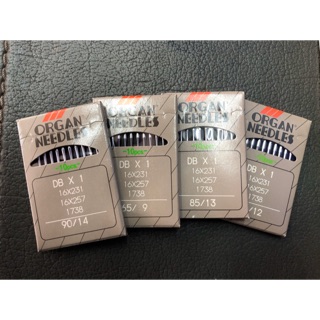 ORGAN
NEEDLES
DB X 1
16X231
16X257
1738
90/14
ORGAN
NEEDLES
DB X 1
16X231
16X257
1738
65/ 9
ORGAN
NEEDLES
DB X 1
16X231
16X257
1738
85/13
ORGAN
NEEDLES
DB X 1
16X231
16X257
1738
/12